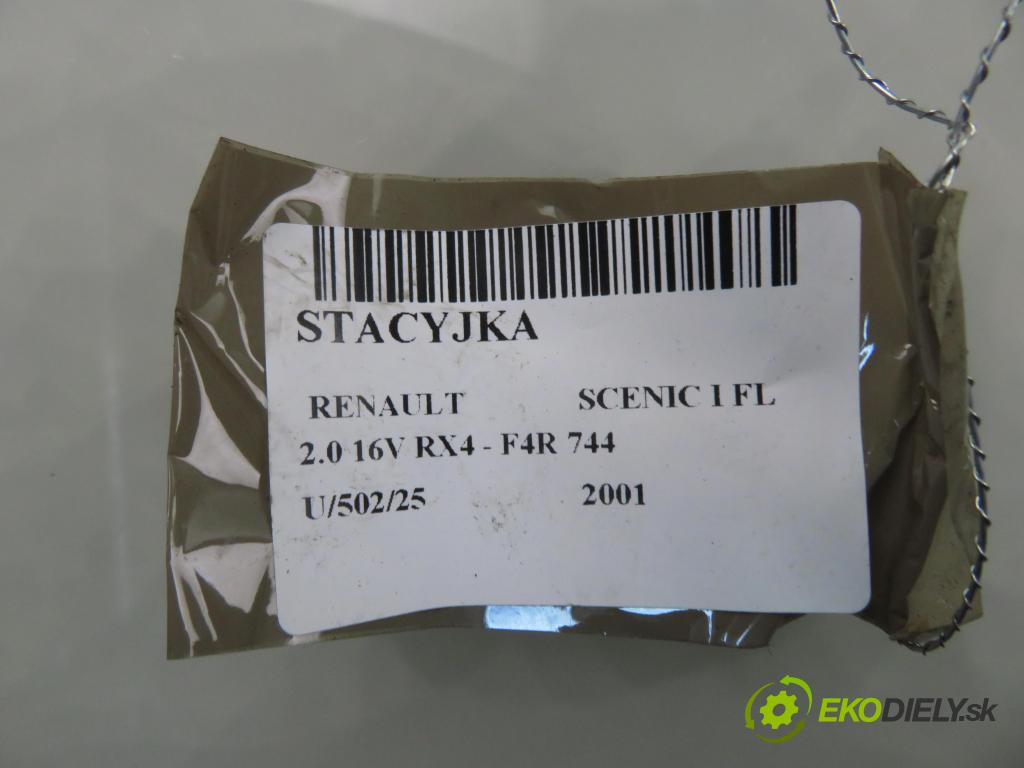 STACYJKA
RENAULT SCENIC I FL
2.0 16V RX4 - F4R 744
U/502/25 2001
EKODIELY.sk